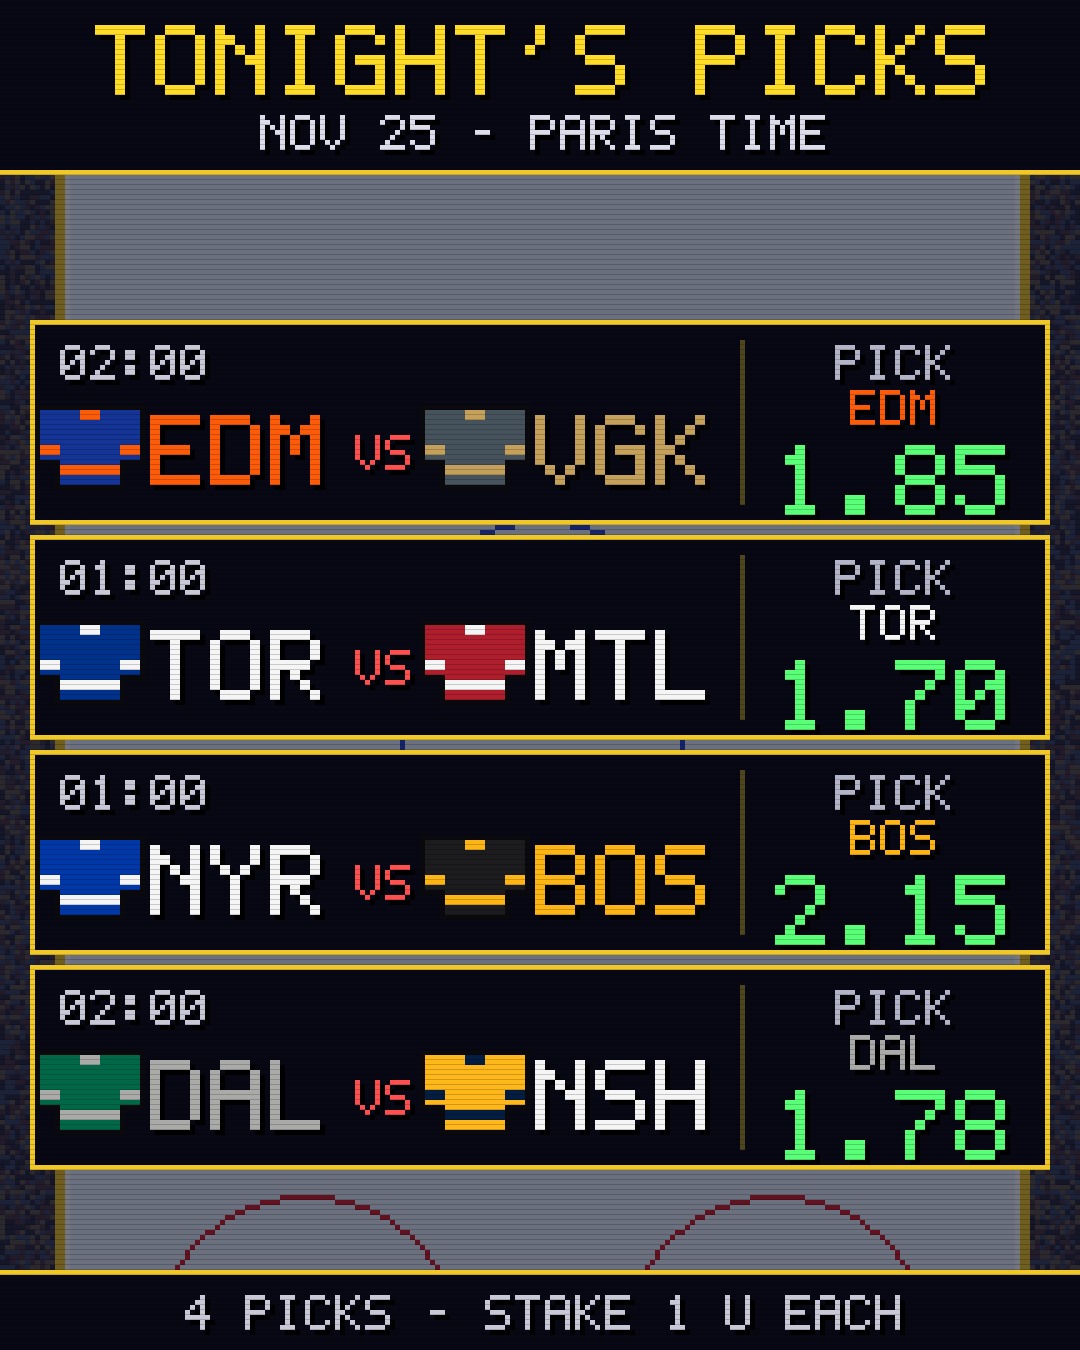 TONIGHT'S PICKS
NOV 25 - PARIS TIME
02:00
EDM VS VGK
PICK
EDM
1.85
01:00
TOR VS MTL
PICK
TOR
1.70
01:00
NYR VS BOS
PICK
BOS
2.15
02:00
DAL VS NSH
PICK
DAL
1.78
4 PICKS - STAKE 1 U EACH